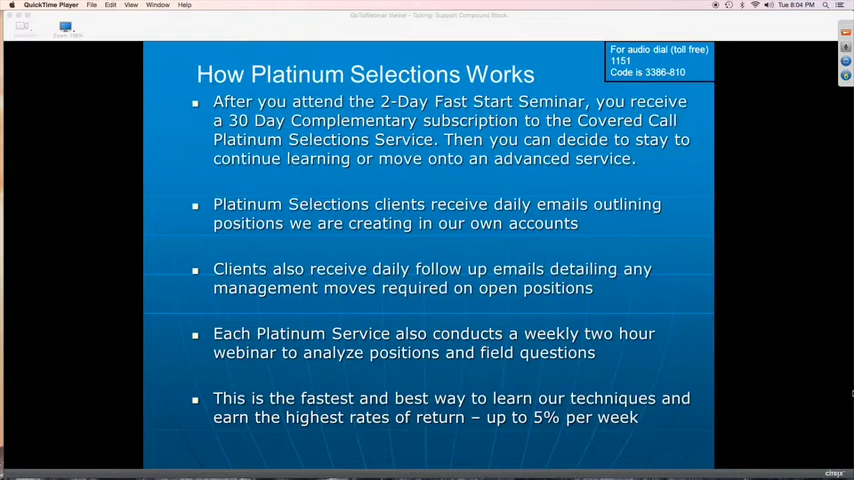 QuickTime Player File Edit View Window Help Tue 8:04 PM
GoToWebinar Viewer - Talking: Support Compound Stock
Zoom: 100%
For audio dial (toll free)
1151
Code is 3386-810
How Platinum Selections Works
After you attend the 2-Day Fast Start Seminar, you receive
a 30 Day Complementary subscription to the Covered Call
Platinum Selections Service. Then you can decide to stay to
continue learning or move onto an advanced service.
Platinum Selections clients receive daily emails outlining
positions we are creating in our own accounts
Clients also receive daily follow up emails detailing any
management moves required on open positions
Each Platinum Service also conducts a weekly two hour
webinar to analyze positions and field questions
This is the fastest and best way to learn our techniques and
earn the highest rates of return – up to 5% per week
CITRIX